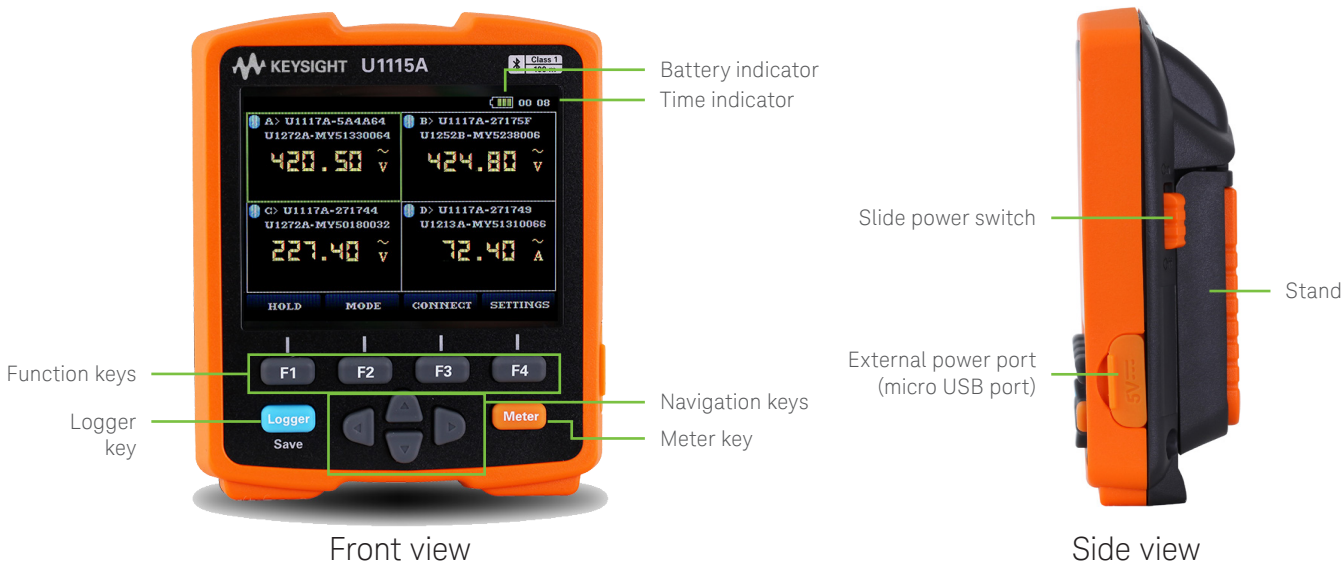 KEYSIGHT U1115A
Class 1
100 m
Battery indicator
Time indicator
00 08
A> U1117A-5A4A64
U1272A-MY51330064
420.50 ~ V
B> U1117A-27175F
U1252B-MY5238006
424.80 ~ V
C> U1117A-271744
U1272A-MY50180032
227.40 ~ V
D> U1117A-271749
U1213A-MY51310066
72.40 ~ A
HOLD MODE CONNECT SETTINGS
Function keys
F1 F2 F3 F4
Logger
key
Logger
Save
Meter
Navigation keys
Meter key
Front view
Slide power switch
Stand
External power port
(micro USB port)
5V
Side view